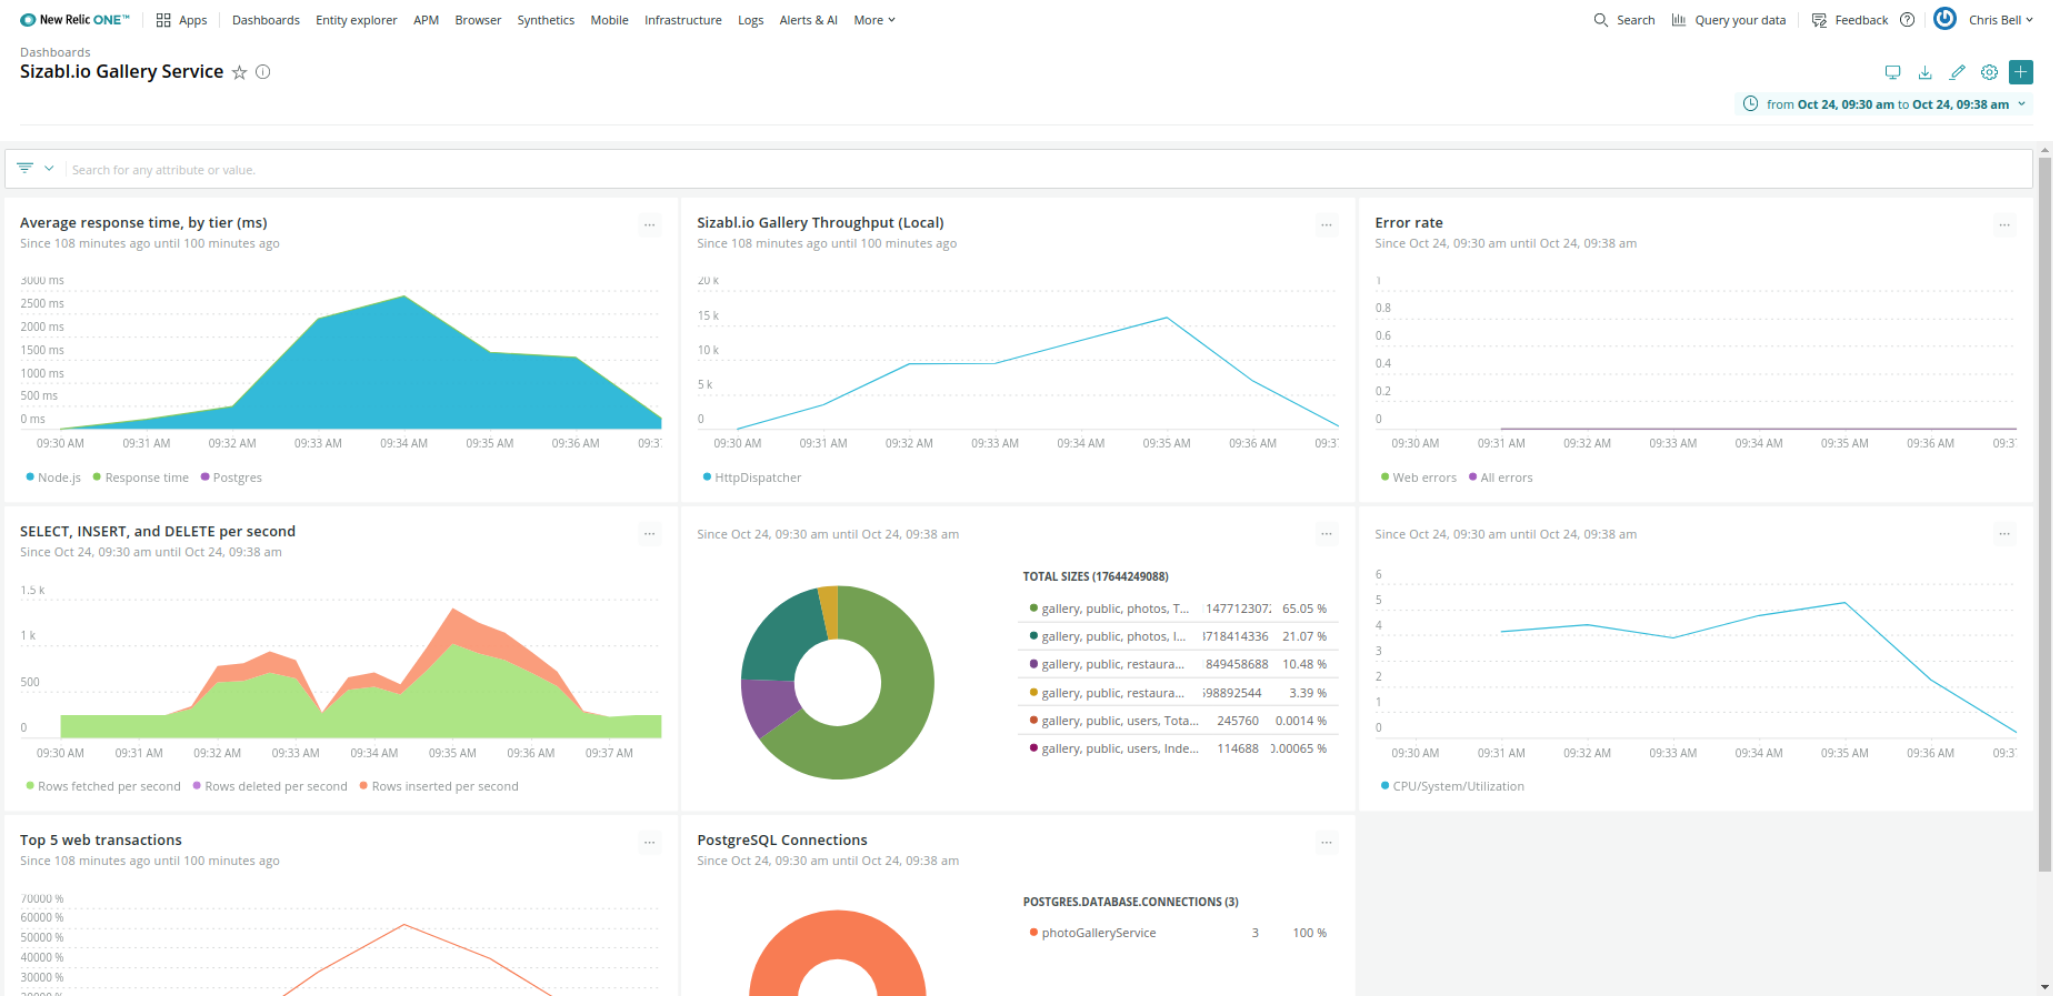 New Relic ONE™ Apps Dashboards Entity explorer APM Browser Synthetics Mobile Infrastructure Logs Alerts & AI More Search Query your data Feedback Chris Bell
Dashboards
Sizabl.io Gallery Service
from Oct 24, 09:30 am to Oct 24, 09:38 am
Search for any attribute or value.
Average response time, by tier (ms)
Since 108 minutes ago until 100 minutes ago
3000 ms
2500 ms
2000 ms
1500 ms
1000 ms
500 ms
0 ms
09:30 AM 09:31 AM 09:32 AM 09:33 AM 09:34 AM 09:35 AM 09:36 AM 09:37
Node.js Response time Postgres
Sizabl.io Gallery Throughput (Local)
Since 108 minutes ago until 100 minutes ago
20 k
15 k
10 k
5 k
0
09:30 AM 09:31 AM 09:32 AM 09:33 AM 09:34 AM 09:35 AM 09:36 AM 09:37
HttpDispatcher
Error rate
Since Oct 24, 09:30 am until Oct 24, 09:38 am
1
0.8
0.6
0.4
0.2
0
09:30 AM 09:31 AM 09:32 AM 09:33 AM 09:34 AM 09:35 AM 09:36 AM 09:37
Web errors All errors
SELECT, INSERT, and DELETE per second
Since Oct 24, 09:30 am until Oct 24, 09:38 am
1.5 k
1 k
500
0
09:30 AM 09:31 AM 09:32 AM 09:33 AM 09:34 AM 09:35 AM 09:36 AM 09:37 AM
Rows fetched per second Rows deleted per second Rows inserted per second
Since Oct 24, 09:30 am until Oct 24, 09:38 am
TOTAL SIZES (17644249088)
gallery, public, photos, T... 1477123072 65.05 %
gallery, public, photos, I... 718414336 21.07 %
gallery, public, restaura... 849458688 10.48 %
gallery, public, restaura... 98892544 3.39 %
gallery, public, users, Tota... 245760 0.0014 %
gallery, public, users, Inde... 114688 0.00065 %
Since Oct 24, 09:30 am until Oct 24, 09:38 am
6
5
4
3
2
1
0
09:30 AM 09:31 AM 09:32 AM 09:33 AM 09:34 AM 09:35 AM 09:36 AM 09:37
CPU/System/Utilization
Top 5 web transactions
Since 108 minutes ago until 100 minutes ago
70000 %
60000 %
50000 %
40000 %
30000 %
PostgreSQL Connections
Since Oct 24, 09:30 am until Oct 24, 09:38 am
POSTGRES.DATABASE.CONNECTIONS (3)
photoGalleryService 3 100 %